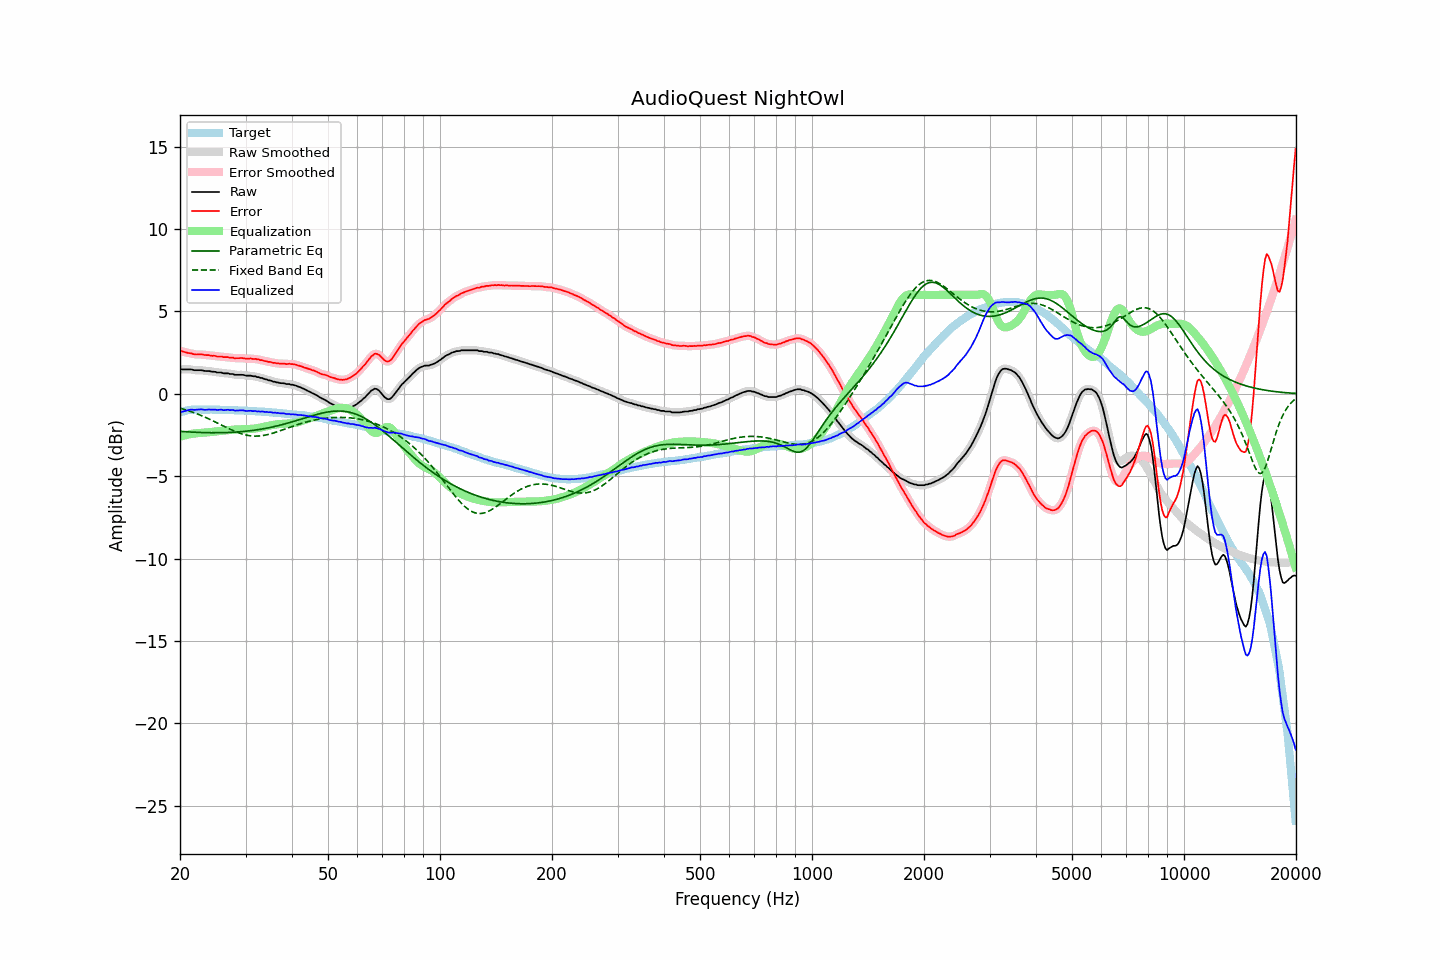 AudioQuest NightOwl
Target
Raw Smoothed
Error Smoothed
Raw
Error
Equalization
Parametric Eq
Fixed Band Eq
Equalized
15
10
5
0
−5
−10
−15
−20
−25
Amplitude (dBr)
20
50
100
200
500
1000
2000
5000
10000
20000
Frequency (Hz)